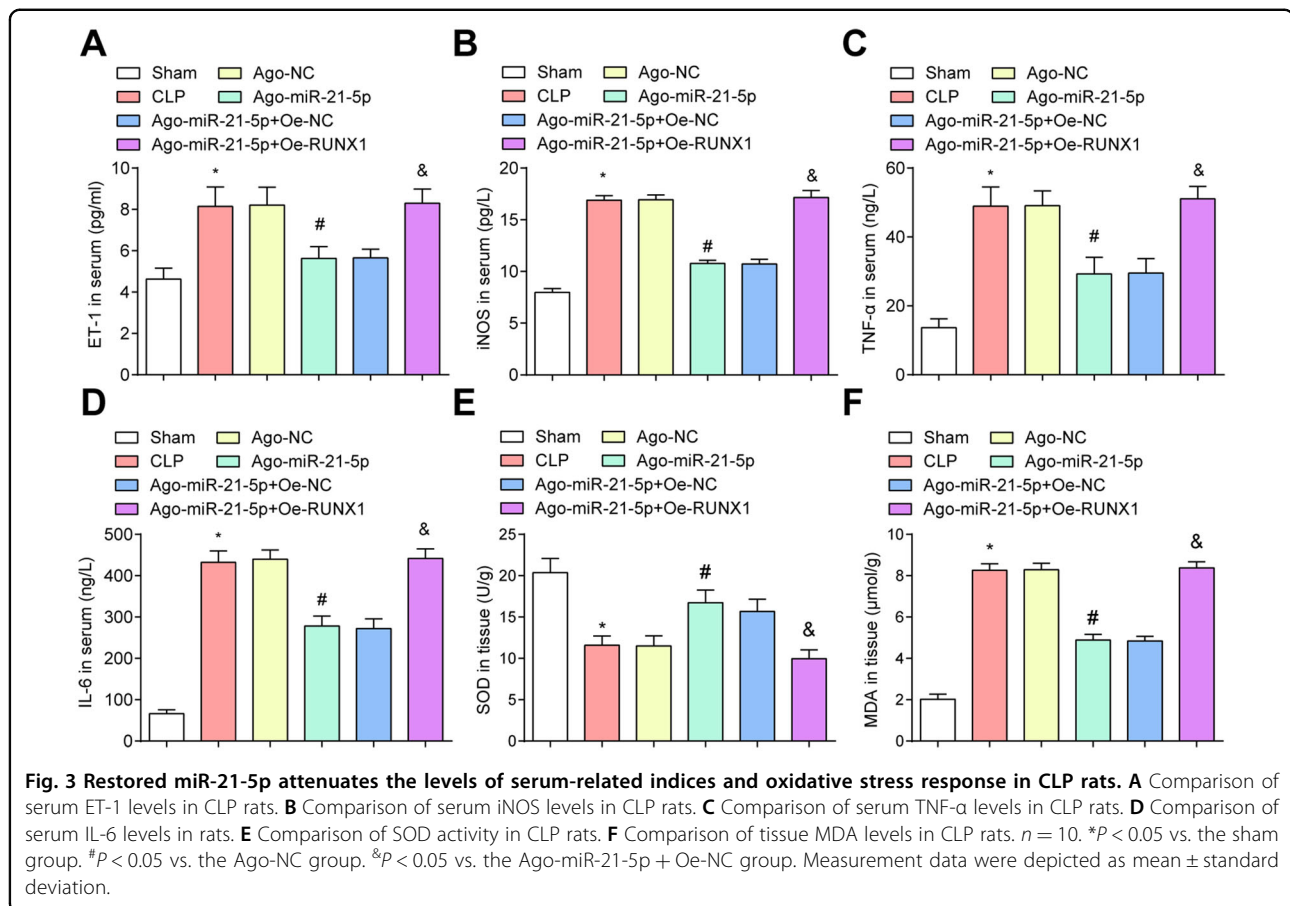 A
Sham Ago-NC
CLP Ago-miR-21-5p
Ago-miR-21-5p+Oe-NC
Ago-miR-21-5p+Oe-RUNX1
ET-1 in serum (pg/ml)
10
8
6
4
2
0
* # &
B
Sham Ago-NC
CLP Ago-miR-21-5p
Ago-miR-21-5p+Oe-NC
Ago-miR-21-5p+Oe-RUNX1
iNOS in serum (pg/L)
20
15
10
5
0
* # &
C
Sham Ago-NC
CLP Ago-miR-21-5p
Ago-miR-21-5p+Oe-NC
Ago-miR-21-5p+Oe-RUNX1
TNF-α in serum (ng/L)
60
40
20
0
* # &
D
Sham Ago-NC
CLP Ago-miR-21-5p
Ago-miR-21-5p+Oe-NC
Ago-miR-21-5p+Oe-RUNX1
IL-6 in serum (ng/L)
500
400
300
200
100
0
* # &
E
Sham Ago-NC
CLP Ago-miR-21-5p
Ago-miR-21-5p+Oe-NC
Ago-miR-21-5p+Oe-RUNX1
SOD in tissue (U/g)
25
20
15
10
5
0
* # &
F
Sham Ago-NC
CLP Ago-miR-21-5p
Ago-miR-21-5p+Oe-NC
Ago-miR-21-5p+Oe-RUNX1
MDA in tissue (μmol/g)
10
8
6
4
2
0
* # &
Fig. 3 Restored miR-21-5p attenuates the levels of serum-related indices and oxidative stress response in CLP rats. A Comparison of
serum ET-1 levels in CLP rats. B Comparison of serum iNOS levels in CLP rats. C Comparison of serum TNF-α levels in CLP rats. D Comparison of
serum IL-6 levels in rats. E Comparison of SOD activity in CLP rats. F Comparison of tissue MDA levels in CLP rats. n = 10. *P < 0.05 vs. the sham
group. #P < 0.05 vs. the Ago-NC group. &P < 0.05 vs. the Ago-miR-21-5p + Oe-NC group. Measurement data were depicted as mean ± standard
deviation.